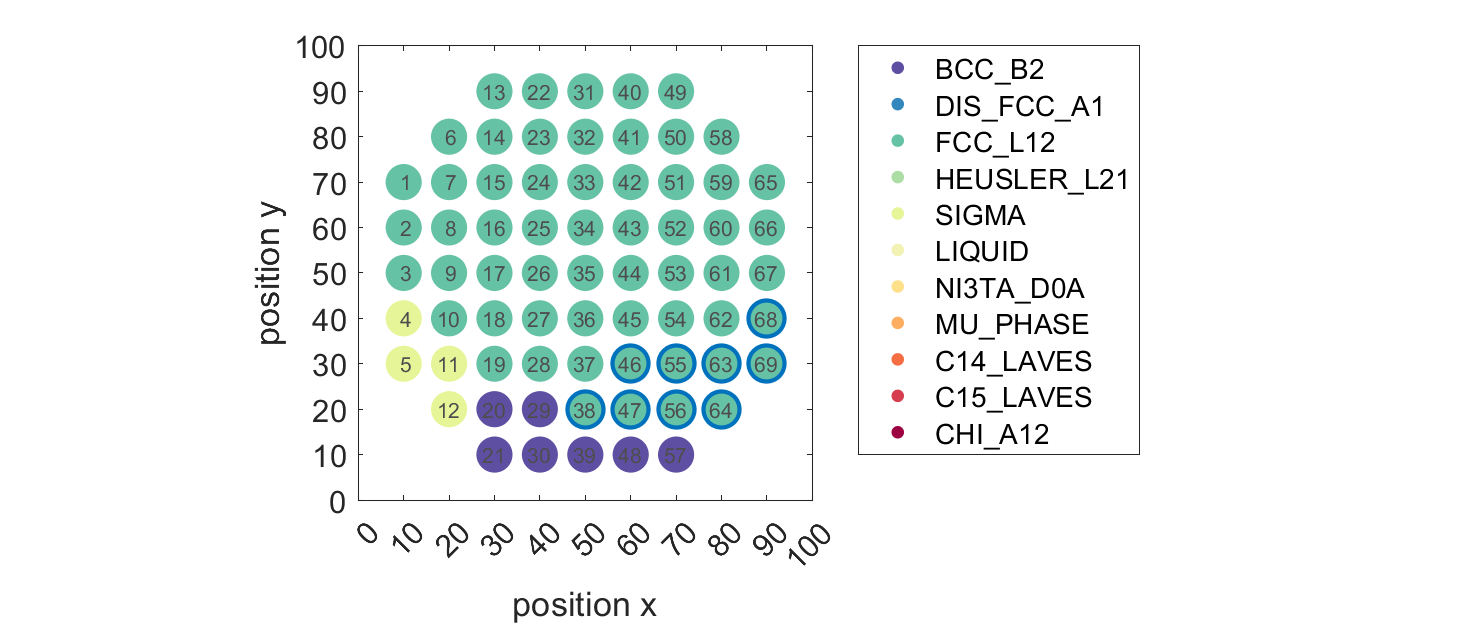 100
90
13 22 31 40 49
80
6 14 23 32 41 50 58
70
1 7 15 24 33 42 51 59 65
60
2 8 16 25 34 43 52 60 66
50
3 9 17 26 35 44 53 61 67
40
4 10 18 27 36 45 54 62 68
30
5 11 19 28 37 46 55 63 69
20
12 20 29 38 47 56 64
10
21 30 39 48 57
0
0 10 20 30 40 50 60 70 80 90 100
position y
position x
BCC_B2
DIS_FCC_A1
FCC_L12
HEUSLER_L21
SIGMA
LIQUID
NI3TA_D0A
MU_PHASE
C14_LAVES
C15_LAVES
CHI_A12